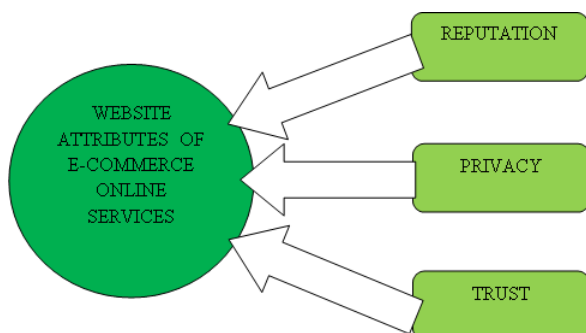 WEBSITE
ATTRIBUTES OF
E-COMMERCE
ONLINE
SERVICES
REPUTATION
PRIVACY
TRUST